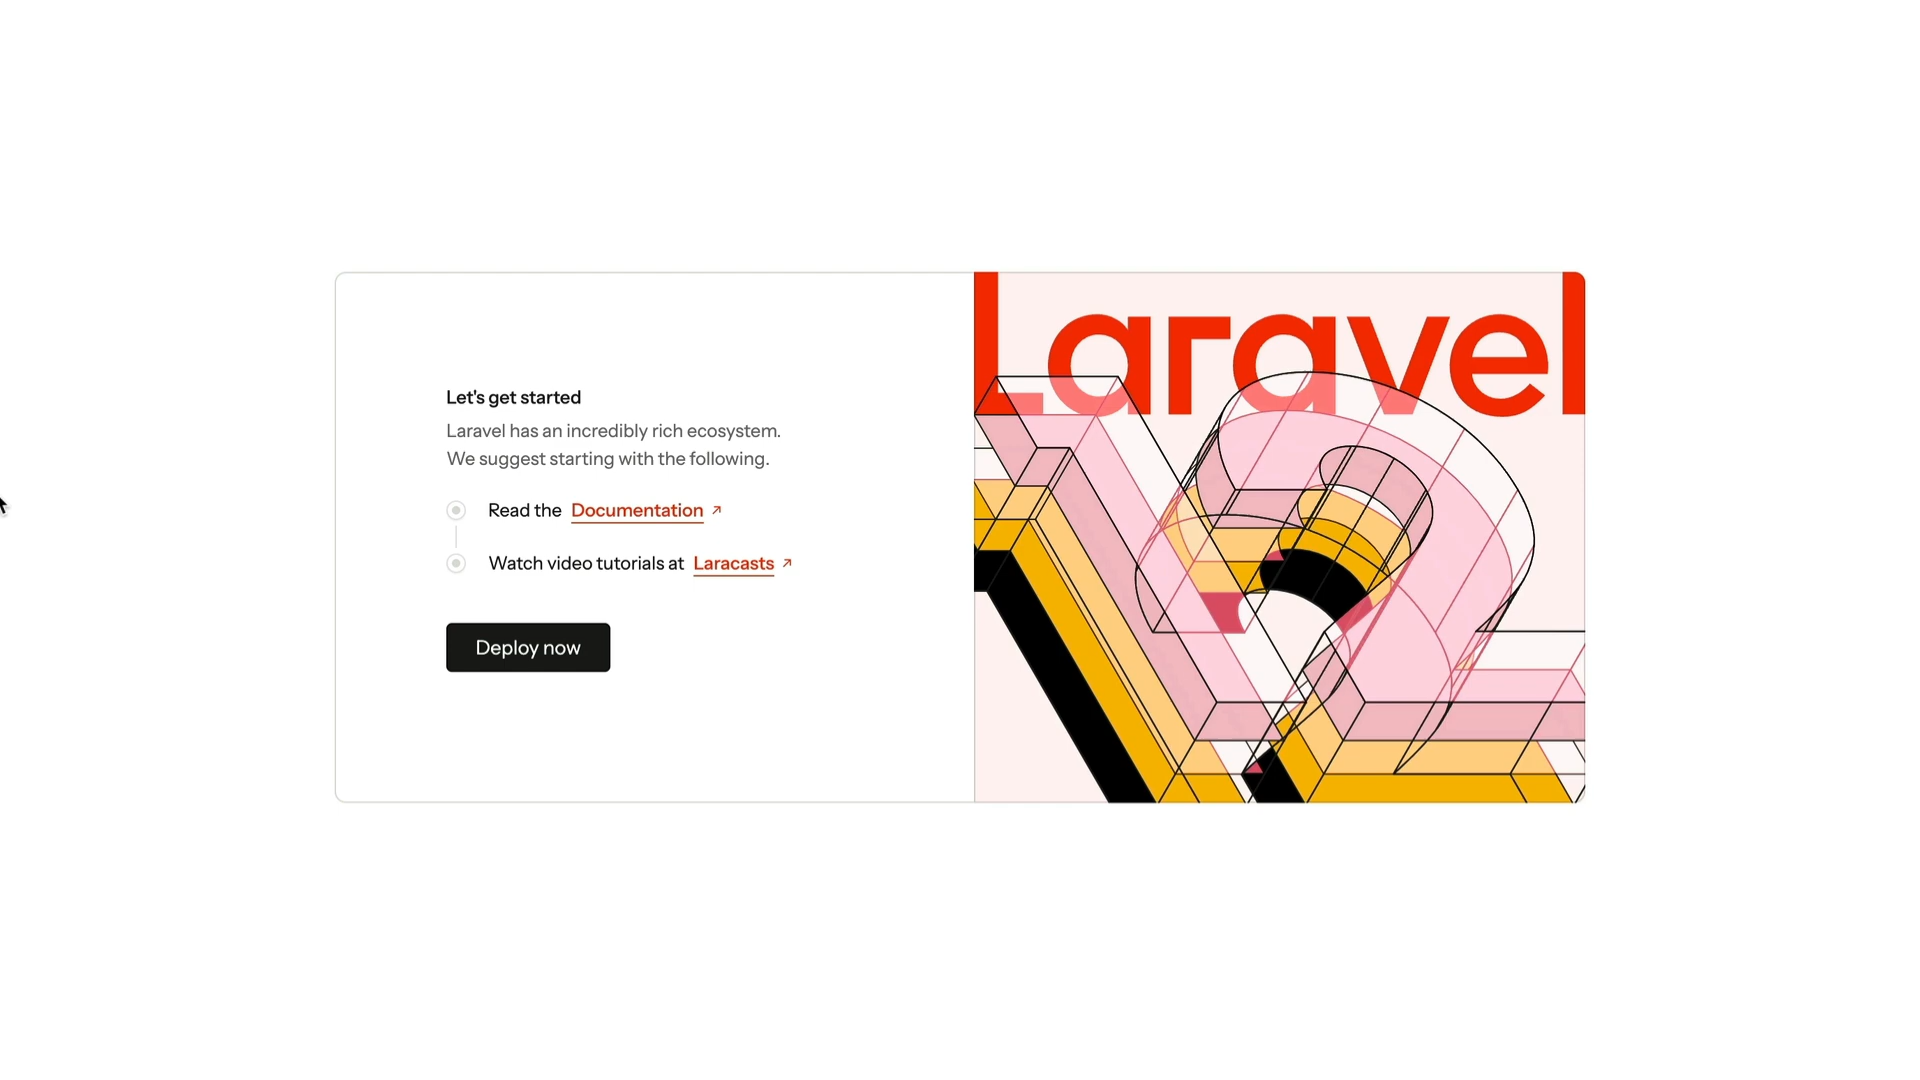 Laravel
Let's get started
Laravel has an incredibly rich ecosystem.
We suggest starting with the following.
Read the Documentation ↗
Watch video tutorials at Laracasts ↗
Deploy now